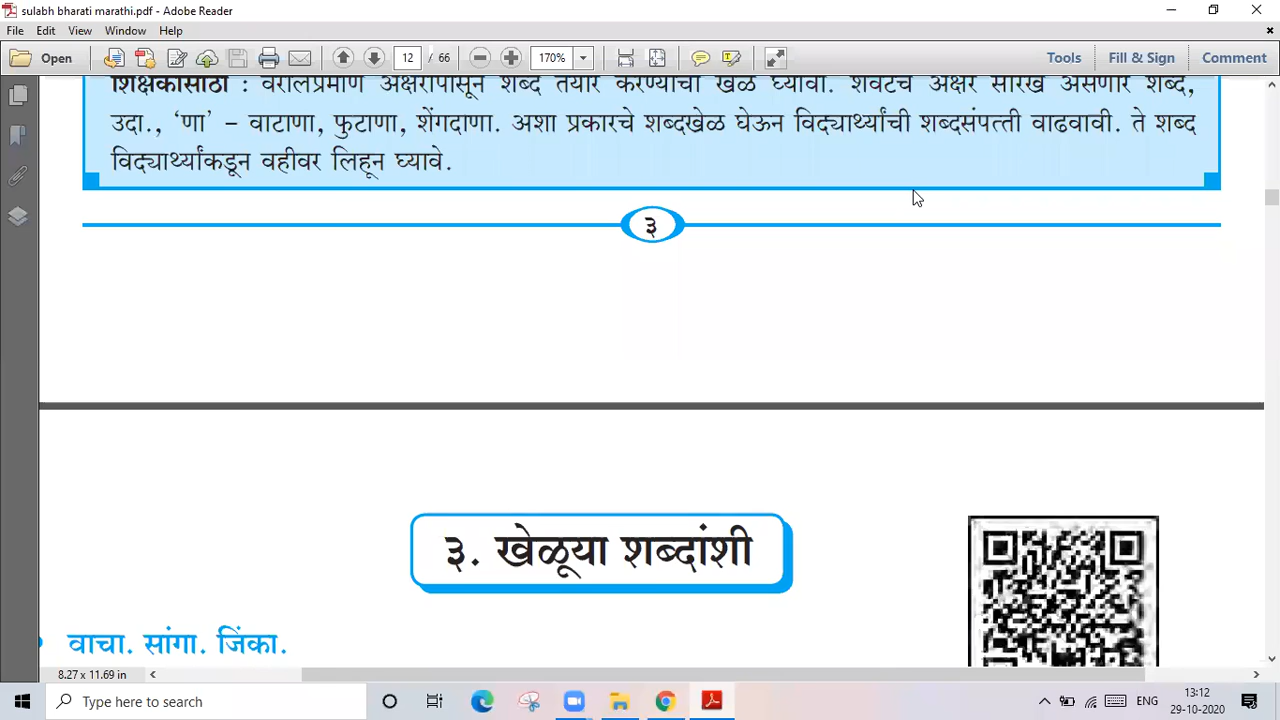 sulabh bharati marathi.pdf - Adobe Reader
File Edit View Window Help
Open 12 / 66 170% Tools Fill & Sign Comment
शिक्षकांसाठी : वरीलप्रमाणे अक्षरापासून शब्द तयार करण्याचा खेळ घ्यावा. शेवटचे अक्षर सारखे असणारे शब्द,
उदा., ‘णा’ – वाटाणा, फुटाणा, शेंगदाणा. अशा प्रकारचे शब्दखेळ घेऊन विद्यार्थ्यांची शब्दसंपत्ती वाढवावी. ते शब्द
विद्यार्थ्यांकडून वहीवर लिहून घ्यावे.
३
३. खेळूया शब्दांशी
वाचा. सांगा. जिंका.
8.27 x 11.69 in
Type here to search
ENG
13:12
29-10-2020